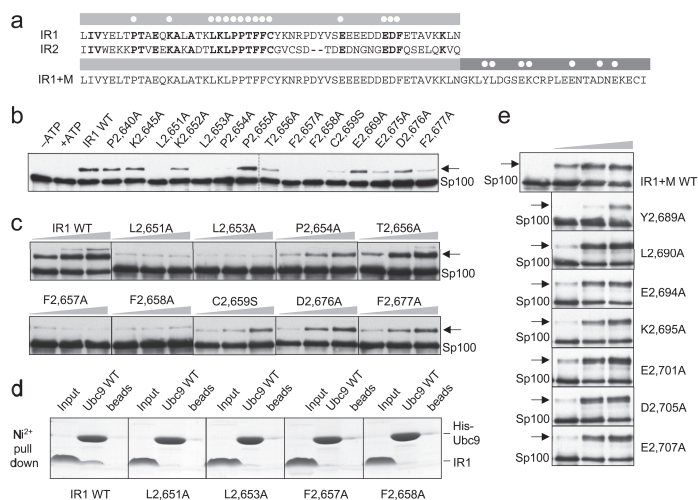 a
IR1 LIVYELTPTAEQKALATKLKLPPTFFCYKNRPDYVSEEEEDDEDFETAVKKLN
IR2 IVWEKKPTVEEKAKADTLKLPPTFFCGVCSD--TDEDNGNGEDFQSELQKVQ
IR1+M LIVYELTPTAEQKALATKLKLPPTFFCYKNRPDYVSEEEEDDEDFETAVKKLNGKLYLDGSEKCRPLEENTADNEKECI
b
–ATP +ATP IR1 WT P2,640A K2,645A L2,651A K2,652A L2,653A P2,654A P2,655A T2,656A F2,657A F2,658A C2,659S E2,669A E2,675A D2,676A F2,677A
Sp100
c
IR1 WT L2,651A L2,653A P2,654A T2,656A
Sp100
F2,657A F2,658A C2,659S D2,676A F2,677A
Sp100
d
Input Ubc9 WT beads Input Ubc9 WT beads Input Ubc9 WT beads Input Ubc9 WT beads Input Ubc9 WT beads
Ni2+
pull
down
His-
Ubc9
IR1
IR1 WT L2,651A L2,653A F2,657A F2,658A
e
Sp100 IR1+M WT
Sp100 Y2,689A
Sp100 L2,690A
Sp100 E2,694A
Sp100 K2,695A
Sp100 E2,701A
Sp100 D2,705A
Sp100 E2,707A